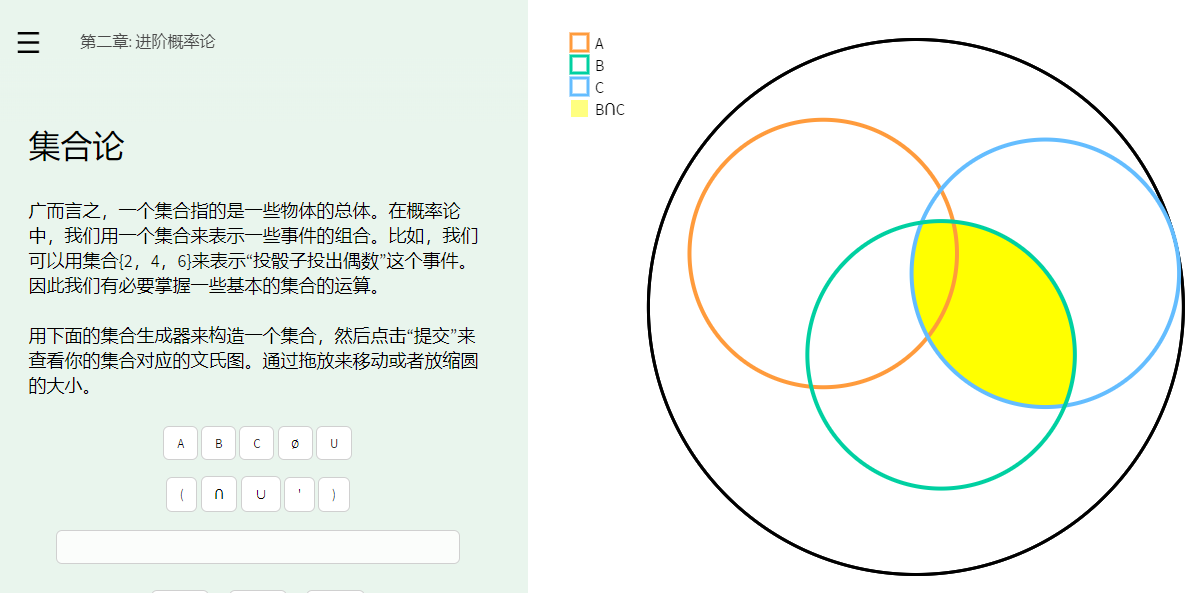 第二章: 进阶概率论
集合论
广而言之，一个集合指的是一些物体的总体。在概率论
中，我们用一个集合来表示一些事件的组合。比如，我们
可以用集合{2，4，6}来表示“投骰子投出偶数”这个事件。
因此我们有必要掌握一些基本的集合的运算。
用下面的集合生成器来构造一个集合，然后点击“提交”来
查看你的集合对应的文氏图。通过拖放来移动或者放缩圆
的大小。
A B C ∅ U
( ∩ ∪ ' )
A
B
C
B∩C